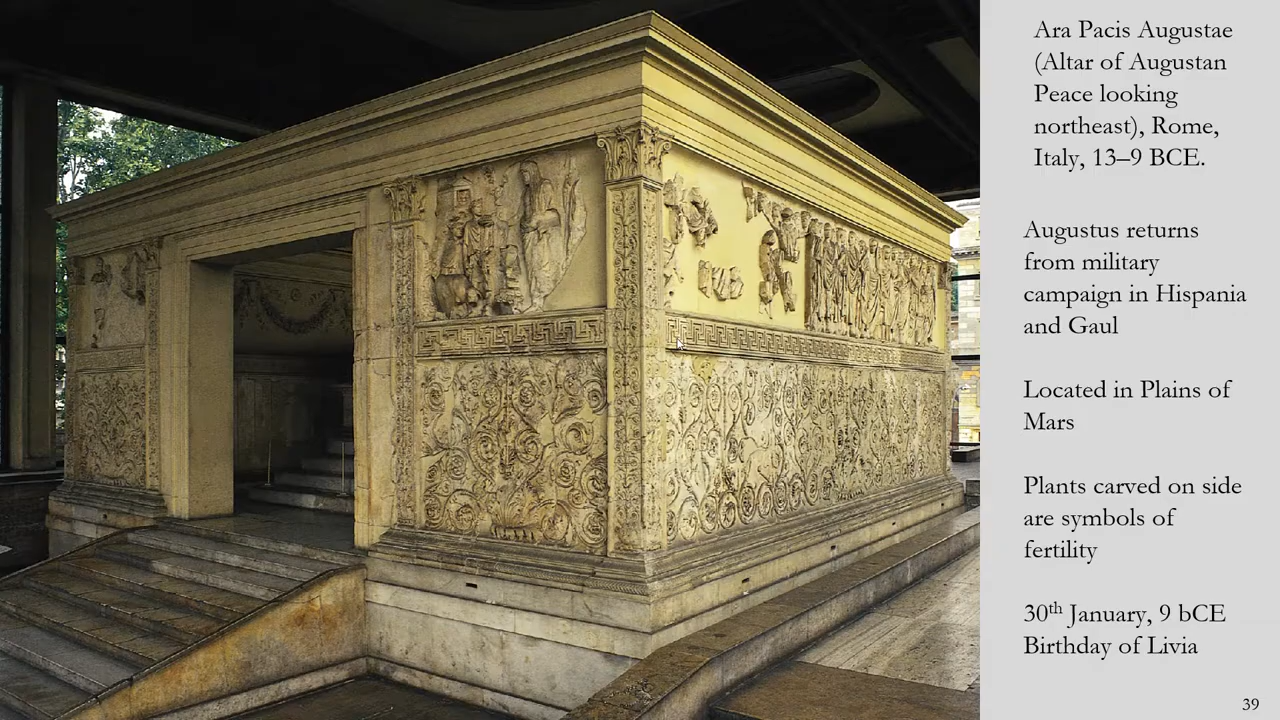 Ara Pacis Augustae
(Altar of Augustan
Peace looking
northeast), Rome,
Italy, 13–9 BCE.
Augustus returns
from military
campaign in Hispania
and Gaul
Located in Plains of
Mars
Plants carved on side
are symbols of
fertility
30th January, 9 bCE
Birthday of Livia
39